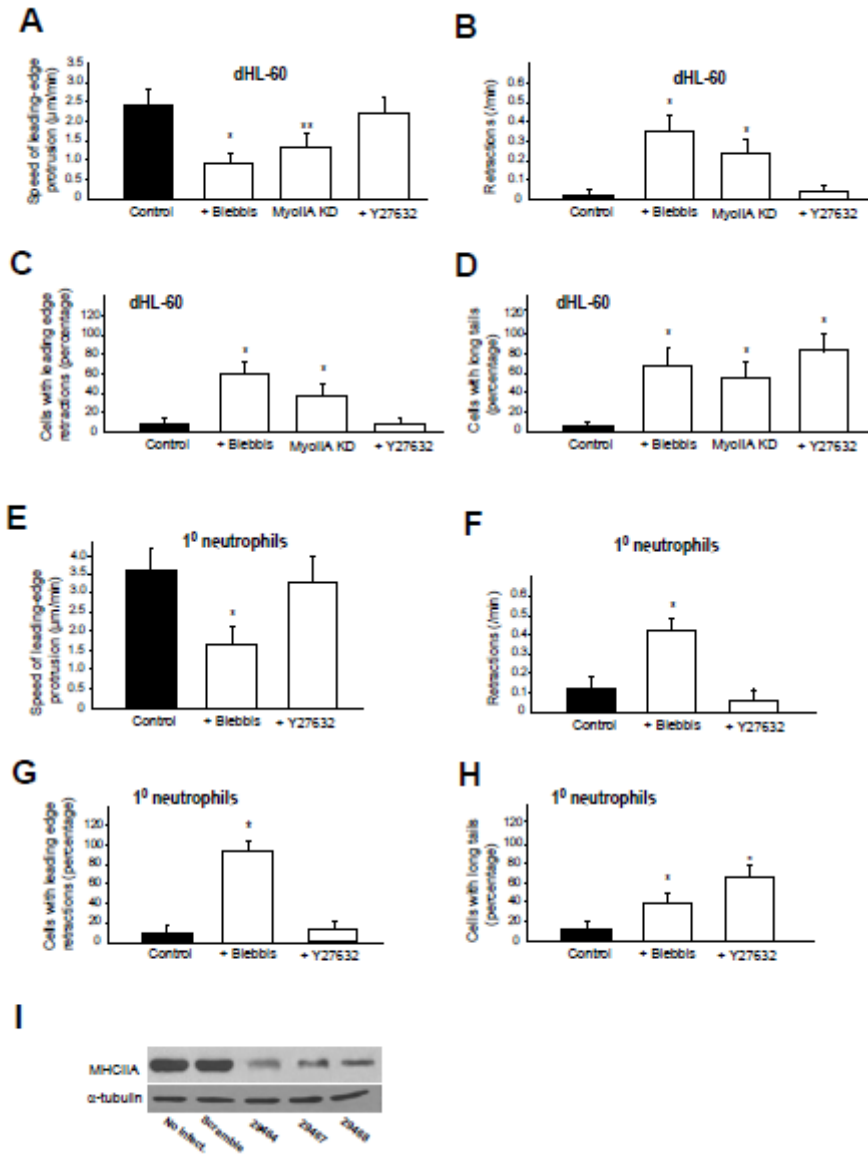 A
dHL-60
Speed of leading-edge
protrusion (µm/min)
3.5
3.0
2.5
2.0
1.5
1.0
0.5
0
*
**
Control
+ Blebbis
MyoIIA KD
+ Y27632
B
dHL-60
Retractions (/min)
0.6
0.5
0.4
0.3
0.2
0.1
0
*
*
Control
+ Blebbis
MyoIIA KD
+ Y27632
C
dHL-60
Cells with leading edge
retractions (percentage)
120
100
80
60
40
20
0
*
*
Control
+ Blebbis
MyoIIA KD
+ Y27632
D
dHL-60
Cells with long tails
(percentage)
120
100
80
60
40
20
0
*
*
*
Control
+ Blebbis
MyoIIA KD
+ Y27632
E
1⁰ neutrophils
Speed of leading-edge
protrusion (µm/min)
4.0
3.5
3.0
2.5
2.0
1.5
1.0
0.5
0
*
Control
+ Blebbis
+ Y27632
F
1⁰ neutrophils
Retractions (/min)
0.6
0.5
0.4
0.3
0.2
0.1
0
*
Control
+ Blebbis
+ Y27632
G
1⁰ neutrophils
Cells with leading edge
retractions (percentage)
120
100
80
60
40
20
0
*
Control
+ Blebbis
+ Y27632
H
1⁰ neutrophils
Cells with long tails
(percentage)
120
100
80
60
40
20
0
*
*
Control
+ Blebbis
+ Y27632
I
MHCIIA
α-tubulin
No Infect.
Scramble
29464
29467
29468